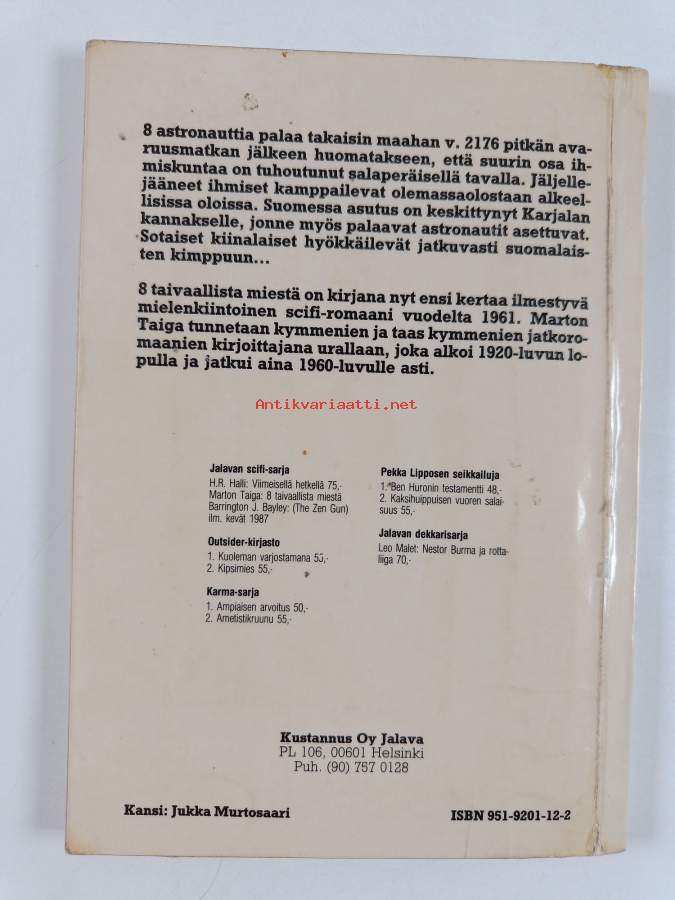 8 astronauttia palaa takaisin maahan v. 2176 pitkän ava-
ruusmatkan jälkeen huomatakseen, että suurin osa ih-
miskuntaa on tuhoutunut salaperäisellä tavalla. Jäljelle-
jääneet ihmiset kamppailevat olemassaolostaan alkeel-
lisissa oloissa. Suomessa asutus on keskittynyt Karjalan
kannakselle, jonne myös palaavat astronautit asettuvat.
Sotaiset kiinalaiset hyökkäilevät jatkuvasti suomalais-
ten kimppuun...
8 taivaallista miestä on kirjana nyt ensi kertaa ilmestyvä
mielenkiintoinen scifi-romaani vuodelta 1961. Marton
Taiga tunnetaan kymmenien ja taas kymmenien jatkoro-
maanien kirjoittajana urallaan, joka alkoi 1920-luvun lo-
pulla ja jatkui aina 1960-luvulle asti.
Antikvariaatti.net
Jalavan scifi-sarja
H.R. Halli: Viimeisellä hetkellä 75,-
Marton Taiga: 8 taivaallista miestä
Barrington J. Bayley: (The Zen Gun)
ilm. kevät 1987
Outsider-kirjasto
1. Kuoleman varjostamana 55,-
2. Kipsimies 55,-
Karma-sarja
1. Ampiaisen arvoitus 50,-
2. Ametistikruunu 55,-
Pekka Lipposen seikkailuja
1. Ben Huronin testamentti 48,-
2. Kaksihuippuisen vuoren salai-
suus 55,-
Jalavan dekkarisarja
Leo Malet: Nestor Burma ja rotta-
liiga 70,-
Kustannus Oy Jalava
PL 106, 00601 Helsinki
Puh. (90) 757 0128
Kansi: Jukka Murtosaari
ISBN 951-9201-12-2